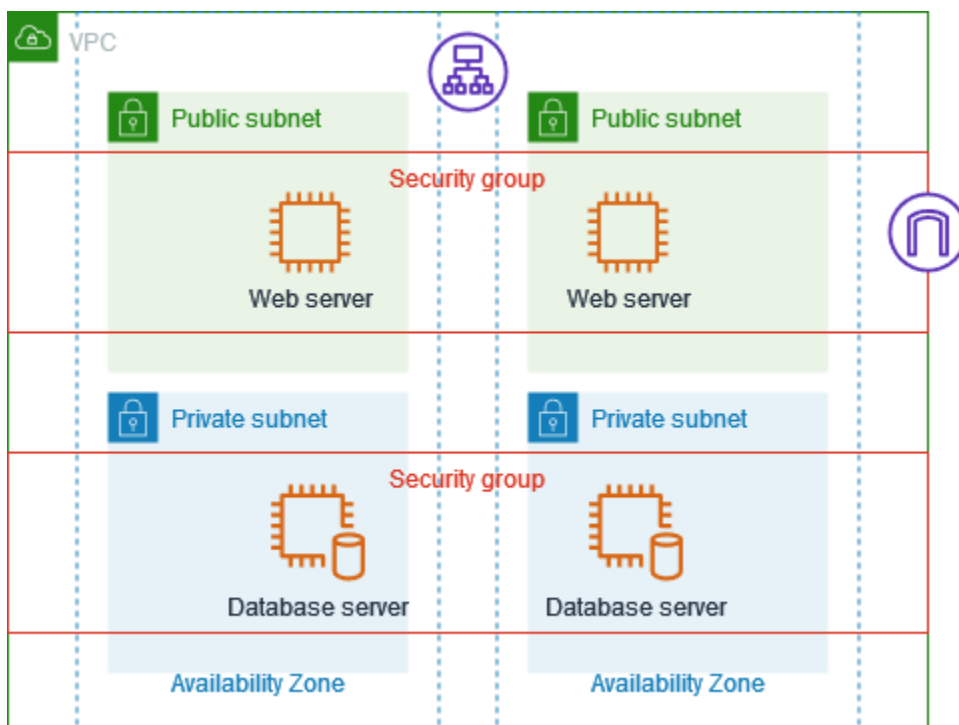 VPC
Public subnet
Public subnet
Security group
Web server
Web server
Private subnet
Private subnet
Security group
Database server
Database server
Availability Zone
Availability Zone